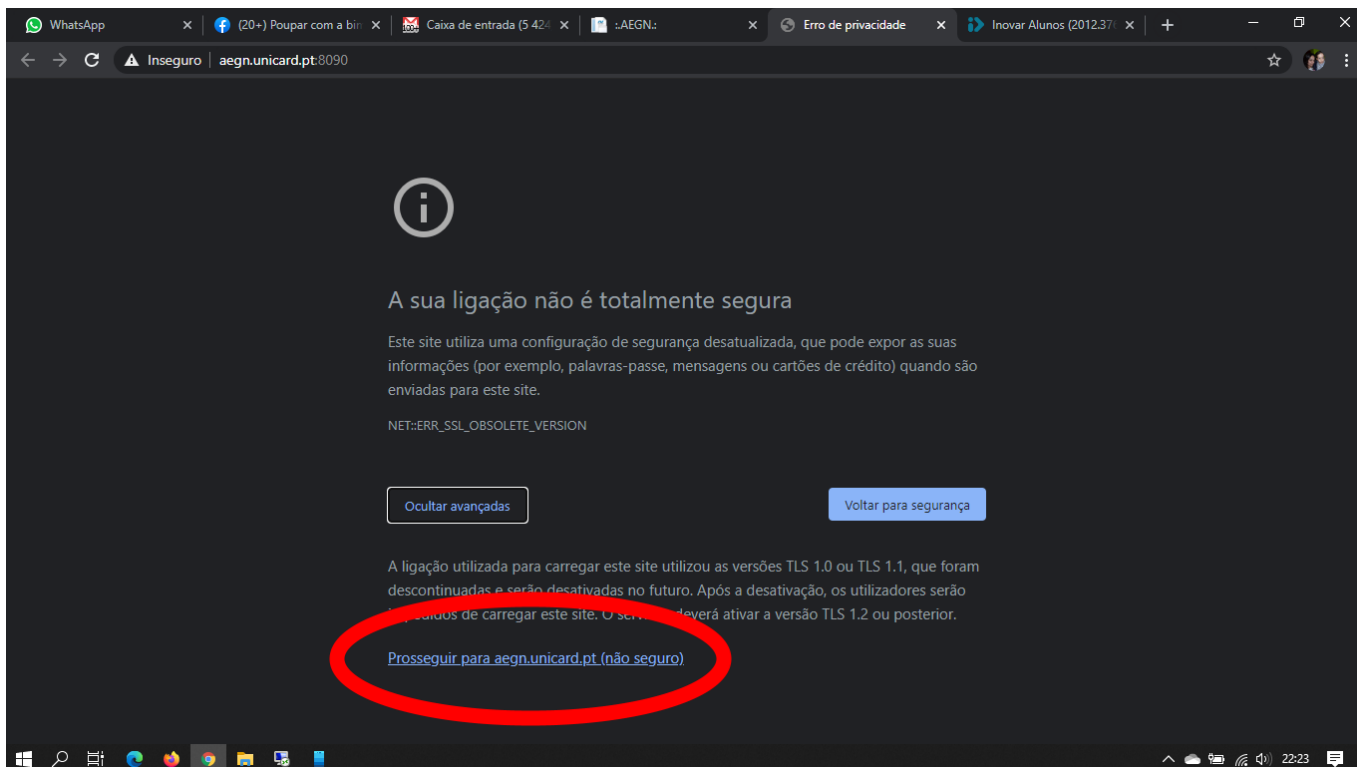 WhatsApp
(20+) Poupar com a bim
Caixa de entrada (5 424
:.AEGN.:
Erro de privacidade
Inovar Alunos (2012.376
Inseguro
aegn.unicard.pt:8090
A sua ligação não é totalmente segura
Este site utiliza uma configuração de segurança desatualizada, que pode expor as suas
informações (por exemplo, palavras-passe, mensagens ou cartões de crédito) quando são
enviadas para este site.
NET::ERR_SSL_OBSOLETE_VERSION
Ocultar avançadas
Voltar para segurança
A ligação utilizada para carregar este site utilizou as versões TLS 1.0 ou TLS 1.1, que foram
descontinuadas e serão desativadas no futuro. Após a desativação, os utilizadores serão
de carregar este site. O deverá ativar a versão TLS 1.2 ou posterior.
Prosseguir para aegn.unicard.pt (não seguro)
22:23